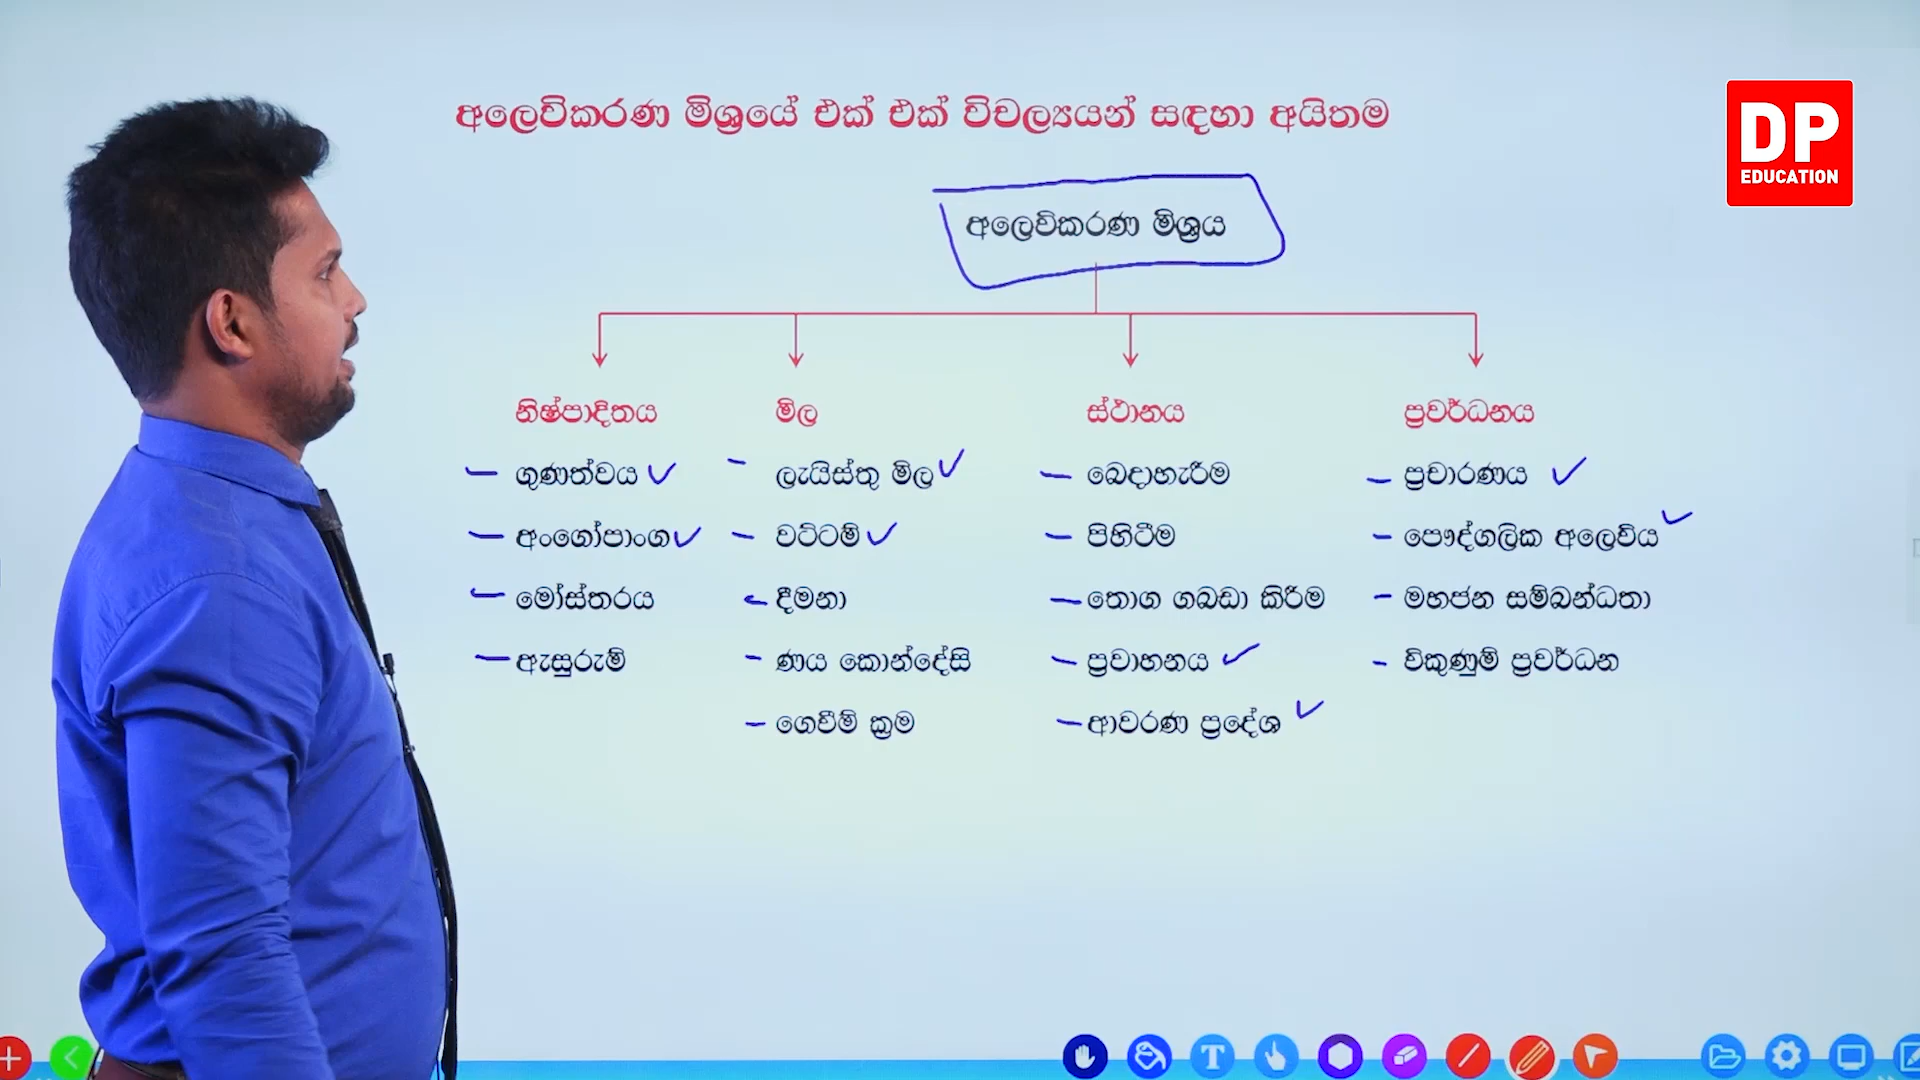 අලෙවිකරණ මිශ්‍රයේ එක් එක් විචල්‍යයන් සඳහා අයිතම
DP
EDUCATION
අලෙවිකරණ මිශ්‍රය
නිෂ්පාදිතය
ගුණත්වය
අංගෝපාංග
මෝස්තරය
ඇසුරුම්
මිල
ලැයිස්තු මිල
වට්ටම්
දීමනා
ණය කොන්දේසි
ගෙවීම් ක්‍රම
ස්ථානය
බෙදාහැරීම
පිහිටීම
තොග ගබඩා කිරීම
ප්‍රවාහනය
ආවරණ ප්‍රදේශ
ප්‍රවර්ධනය
ප්‍රචාරණය
පෞද්ගලික අලෙවිය
මහජන සම්බන්ධතා
විකුණුම් ප්‍රවර්ධන